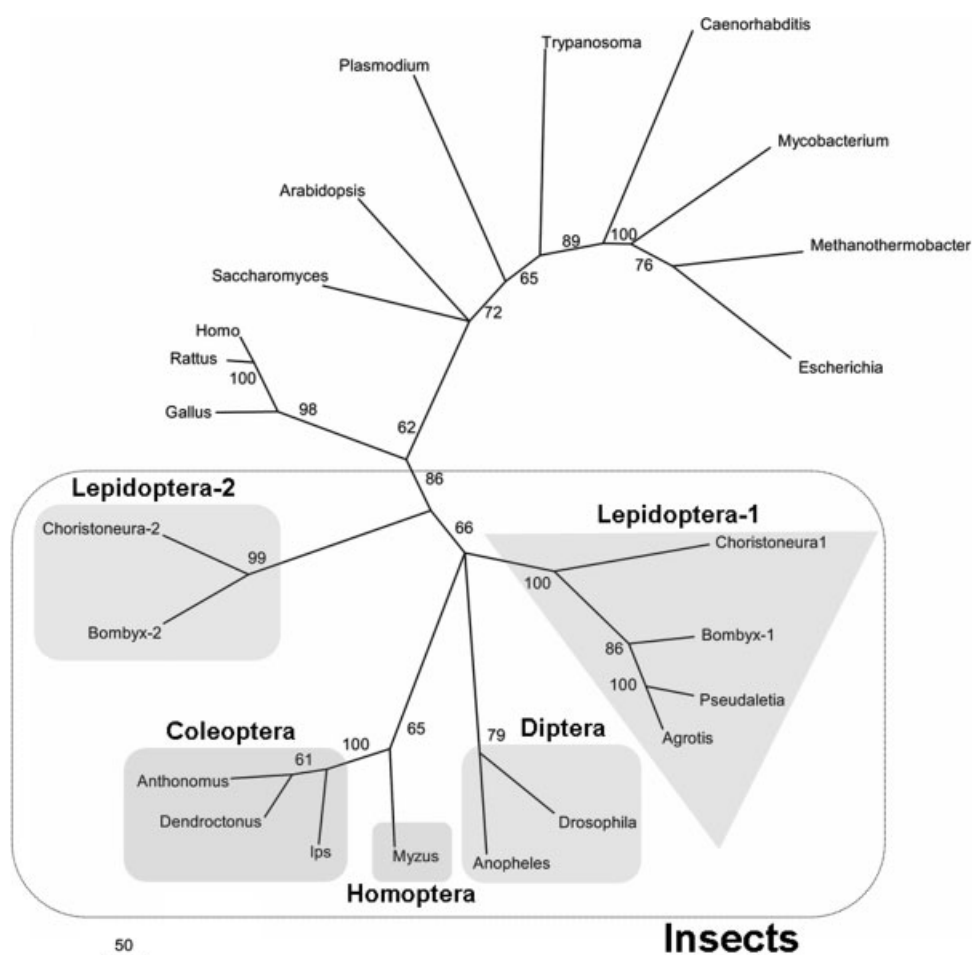 Caenorhabditis
Trypanosoma
Plasmodium
Mycobacterium
Arabidopsis
89
100
Methanothermobacter
76
65
Saccharomyces
72
Homo
Rattus
100
Escherichia
Gallus
98
62
86
Lepidoptera-2
Lepidoptera-1
Choristoneura-2
66
Choristoneura1
99
100
Bombyx-2
Bombyx-1
86
100
Pseudaletia
Coleoptera
65
Diptera
79
Agrotis
100
61
Anthonomus
Dendroctonus
Drosophila
Ips
Myzus
Anopheles
Homoptera
50
Insects